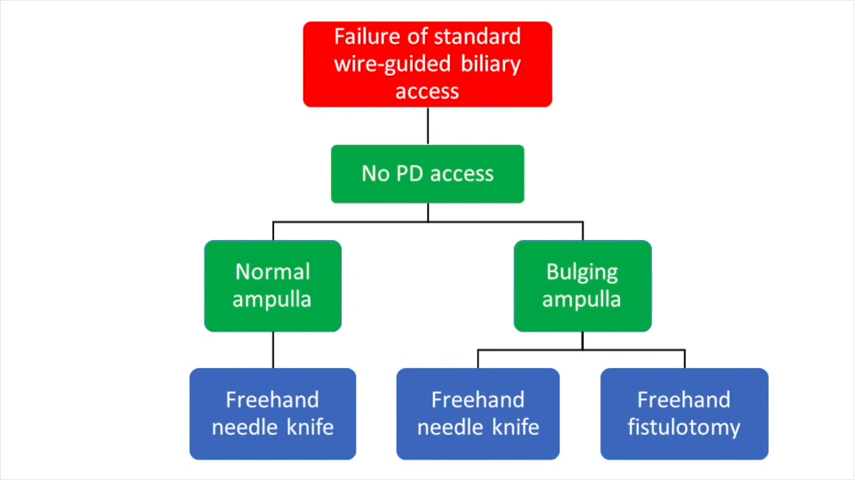 Failure of standard
wire-guided biliary
access
No PD access
Normal
ampulla
Bulging
ampulla
Freehand
needle knife
Freehand
needle knife
Freehand
fistulotomy